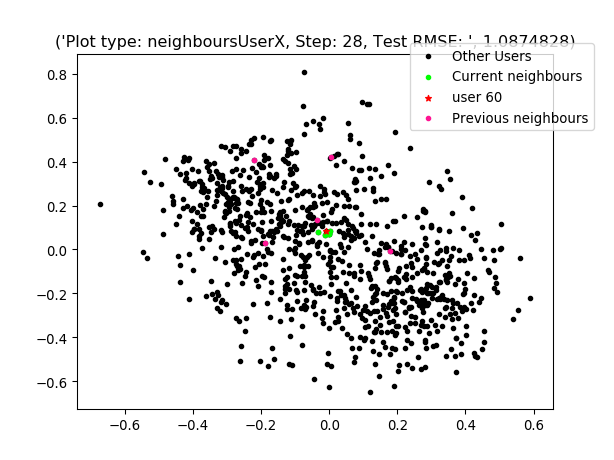 ('Plot type: neighboursUserX, Step: 28, Test RMSE: ', 1.0874828)
Other Users
Current neighbours
user 60
Previous neighbours
0.8
0.6
0.4
0.2
0.0
−0.2
−0.4
−0.6
−0.6 −0.4 −0.2 0.0 0.2 0.4 0.6